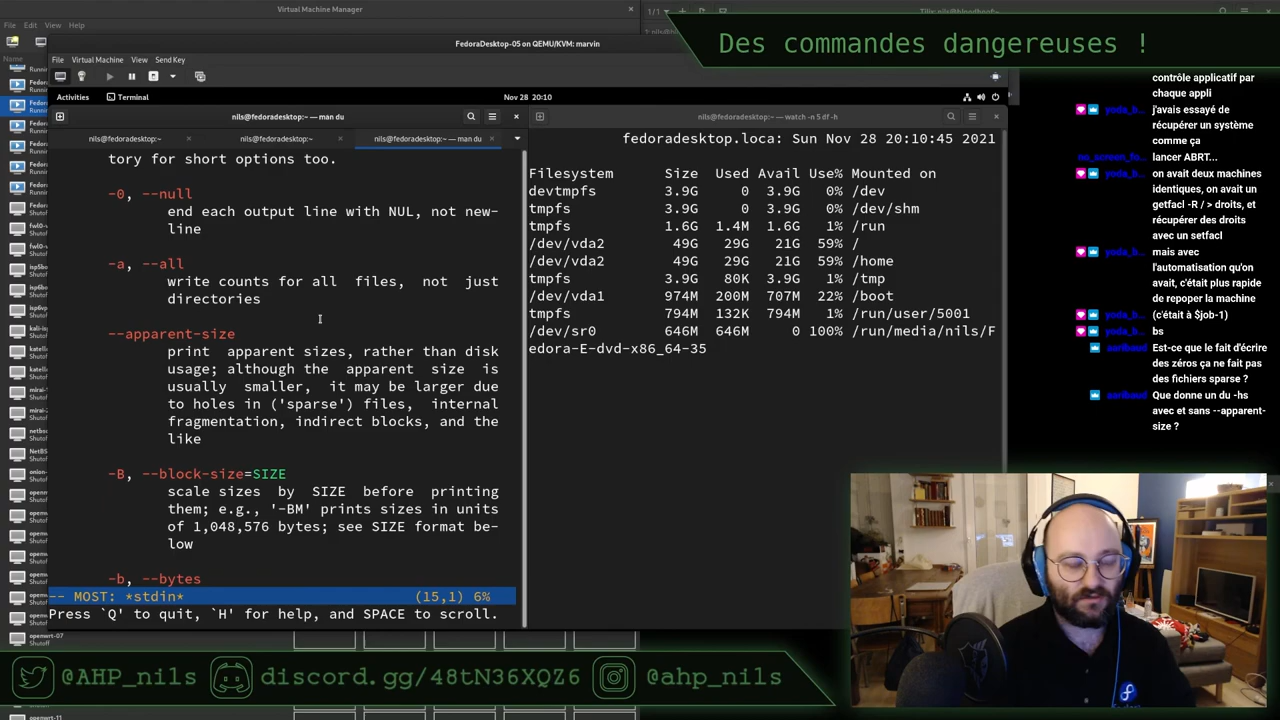 Virtual Machine Manager
File Edit View Help
FedoraDesktop-05 on QEMU/KVM: marvin
File Virtual Machine View Send Key
Activities Terminal Nov 28 20:10
nils@fedoradesktop:~ — man du
nils@fedoradesktop:~ nils@fedoradesktop:~ nils@fedoradesktop:~ — man du
tory for short options too.
-0, --null
end each output line with NUL, not new-
line
-a, --all
write counts for all files, not just
directories
--apparent-size
print apparent sizes, rather than disk
usage; although the apparent size is
usually smaller, it may be larger due
to holes in ('sparse') files, internal
fragmentation, indirect blocks, and the
like
-B, --block-size=SIZE
scale sizes by SIZE before printing
them; e.g., '-BM' prints sizes in units
of 1,048,576 bytes; see SIZE format be-
low
-b, --bytes
-- MOST: *stdin* (15,1) 6%
Press `Q' to quit, `H' for help, and SPACE to scroll.
nils@fedoradesktop:~ — watch -n 5 df -h
fedoradesktop.loca: Sun Nov 28 20:10:45 2021
Filesystem Size Used Avail Use% Mounted on
devtmpfs 3.9G 0 3.9G 0% /dev
tmpfs 3.9G 0 3.9G 0% /dev/shm
tmpfs 1.6G 1.4M 1.6G 1% /run
/dev/vda2 49G 29G 21G 59% /
/dev/vda2 49G 29G 21G 59% /home
tmpfs 3.9G 80K 3.9G 1% /tmp
/dev/vda1 974M 200M 707M 22% /boot
tmpfs 794M 132K 794M 1% /run/user/5001
/dev/sr0 646M 646M 0 100% /run/media/nils/F
edora-E-dvd-x86_64-35
Des commandes dangereuses !
contrôle applicatif par
chaque appli
yoda_b... j'avais essayé de
récupérer un système
comme ça
no_screen_fo...
lancer ABRT...
yoda_b... on avait deux machines
identiques, on avait un
getfacl -R / > droits, et
récupérer des droits
avec un setfacl
yoda_b... mais avec
l'automatisation qu'on
avait, c'était plus rapide
de repoper la machine
yoda_b... (c'était à $job-1)
yoda_b... bs
aaribaud Est-ce que le fait d'écrire
des zéros ça ne fait pas
des fichiers sparse ?
aaribaud Que donne un du -hs
avec et sans --apparent-
size ?
@AHP_nils discord.gg/48tN36XQZ6 @ahp_nils